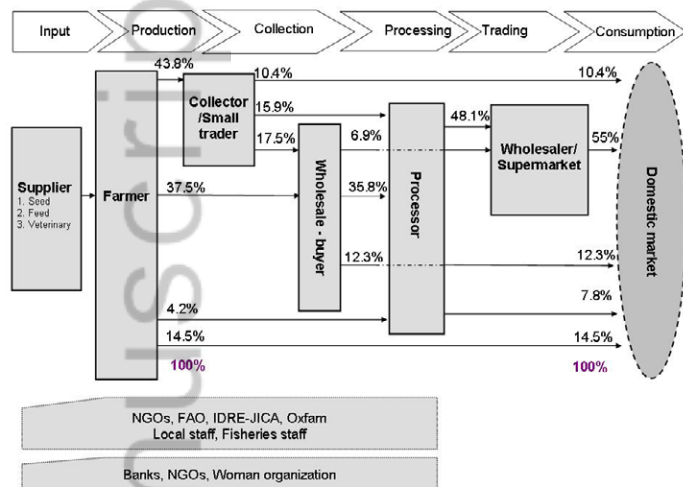 Input
Production
Collection
Processing
Trading
Consumption
43.8%
10.4%
10.4%
Collector
/Small
trader
15.9%
48.1%
17.5%
6.9%
Wholesaler/
Supermarket
55%
Supplier
1. Seed
2. Feed
3. Veterinary
Farmer
37.5%
Wholesale - buyer
35.8%
Processor
Domestic market
12.3%
12.3%
7.8%
4.2%
14.5%
14.5%
100%
100%
NGOs, FAO, IDRE-JICA, Oxfam
Local staff, Fisheries staff
Banks, NGOs, Woman organization
nuscrip